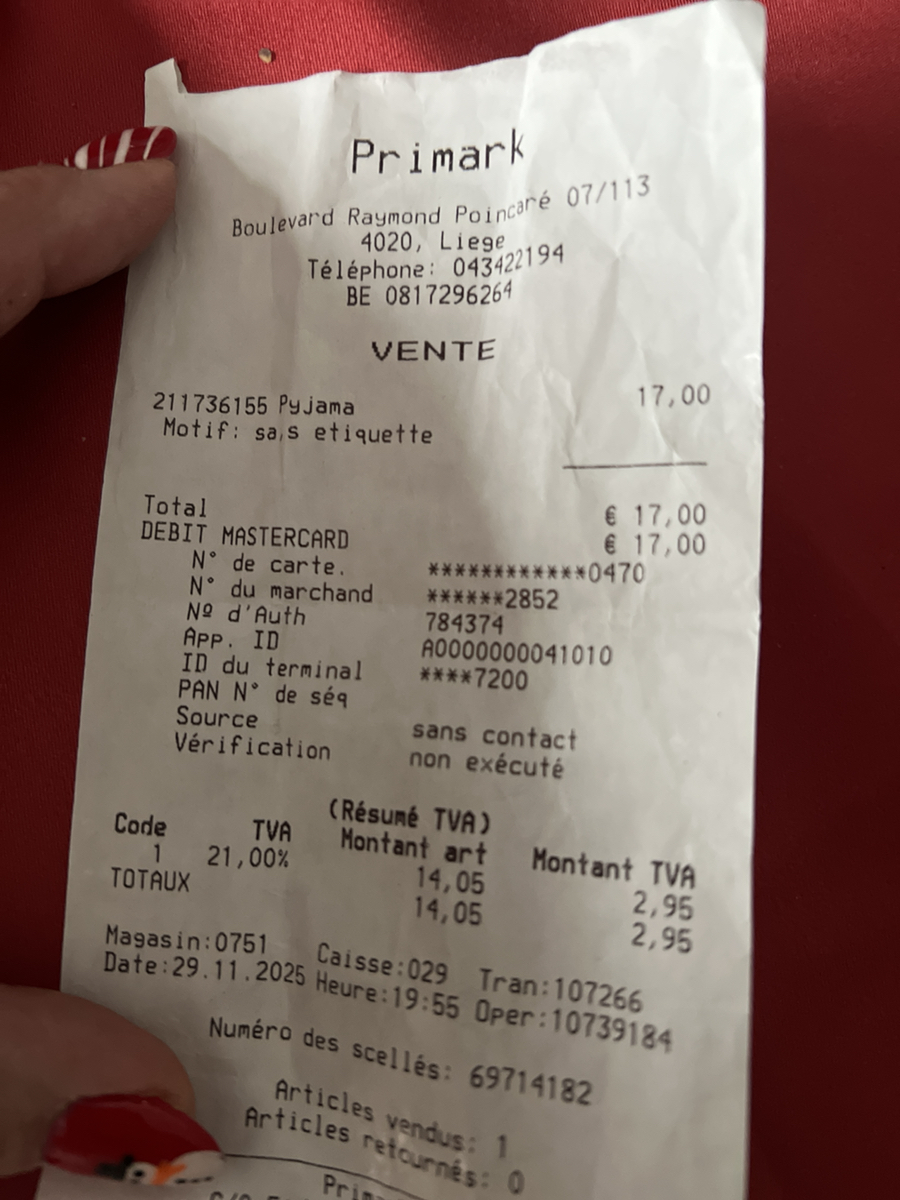 Primark
Boulevard Raymond Poincaré 07/113
4020, Liege
Téléphone: 043422194
BE 0817296264
VENTE
211736155 Pyjama 17,00
Motif: sa,s etiquette
Total € 17,00
DEBIT MASTERCARD € 17,00
N° de carte. ************0470
N° du marchand ******2852
Nº d'Auth 784374
App. ID A0000000041010
ID du terminal ****7200
PAN N° de séq
Source sans contact
Vérification non exécuté
(Résumé TVA)
Code TVA Montant art Montant TVA
1 21,00% 14,05 2,95
TOTAUX 14,05 2,95
Magasin:0751 Caisse:029 Tran:107266
Date:29.11.2025 Heure:19:55 Oper:10739184
Numéro des scellés: 69714182
Articles vendus: 1
Articles retournés: 0